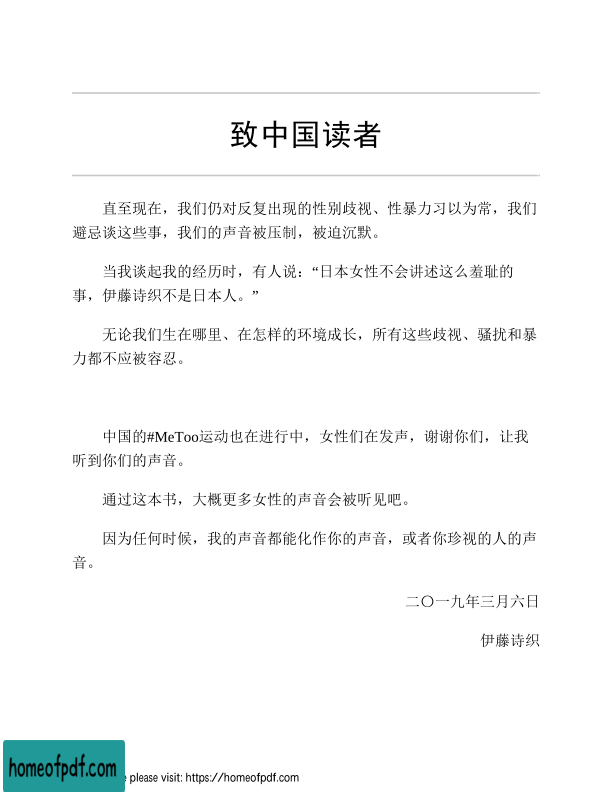 致中国读者
直至现在，我们仍对反复出现的性别歧视、性暴力习以为常，我们
避忌谈这些事，我们的声音被压制，被迫沉默。
当我谈起我的经历时，有人说：“日本女性不会讲述这么羞耻的
事，伊藤诗织不是日本人。”
无论我们生在哪里、在怎样的环境成长，所有这些歧视、骚扰和暴
力都不应被容忍。
中国的#MeToo运动也在进行中，女性们在发声，谢谢你们，让我
听到你们的声音。
通过这本书，大概更多女性的声音会被听见吧。
因为任何时候，我的声音都能化作你的声音，或者你珍视的人的声
音。
二〇一九年三月六日
伊藤诗织
homeofpdf.com
e please visit: https://homeofpdf.com